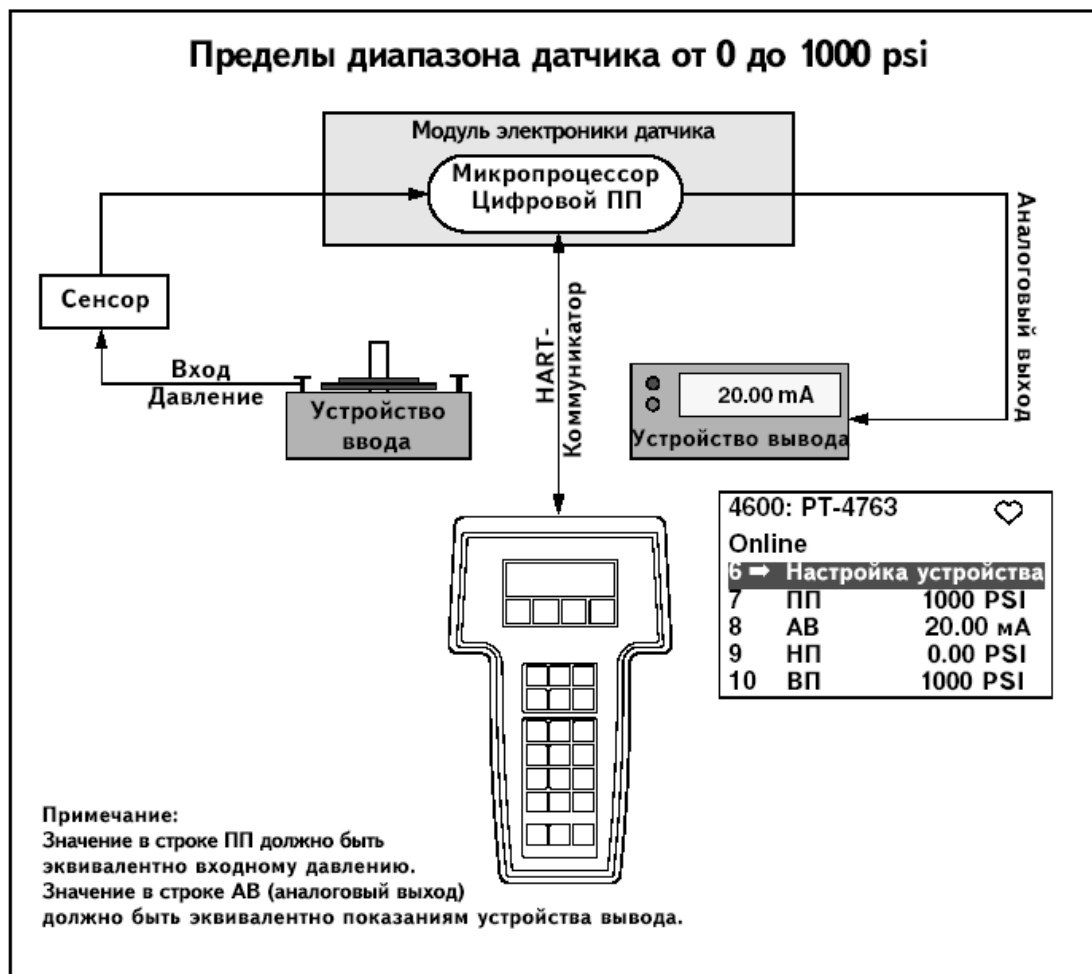 Пределы диапазона датчика от 0 до 1000 psi
Модуль электроники датчика
Микропроцессор
Цифровой ПП
Сенсор
Вход
Давление
Устройство
ввода
HART-
Коммуникатор
Аналоговый выход
20.00 mA
Устройство вывода
4600: PT-4763
Online
6 ➡ Настройка устройства
7 ПП 1000 PSI
8 АВ 20.00 мА
9 НП 0.00 PSI
10 ВП 1000 PSI
Примечание:
Значение в строке ПП должно быть
эквивалентно входному давлению.
Значение в строке АВ (аналоговый выход)
должно быть эквивалентно показаниям устройства вывода.